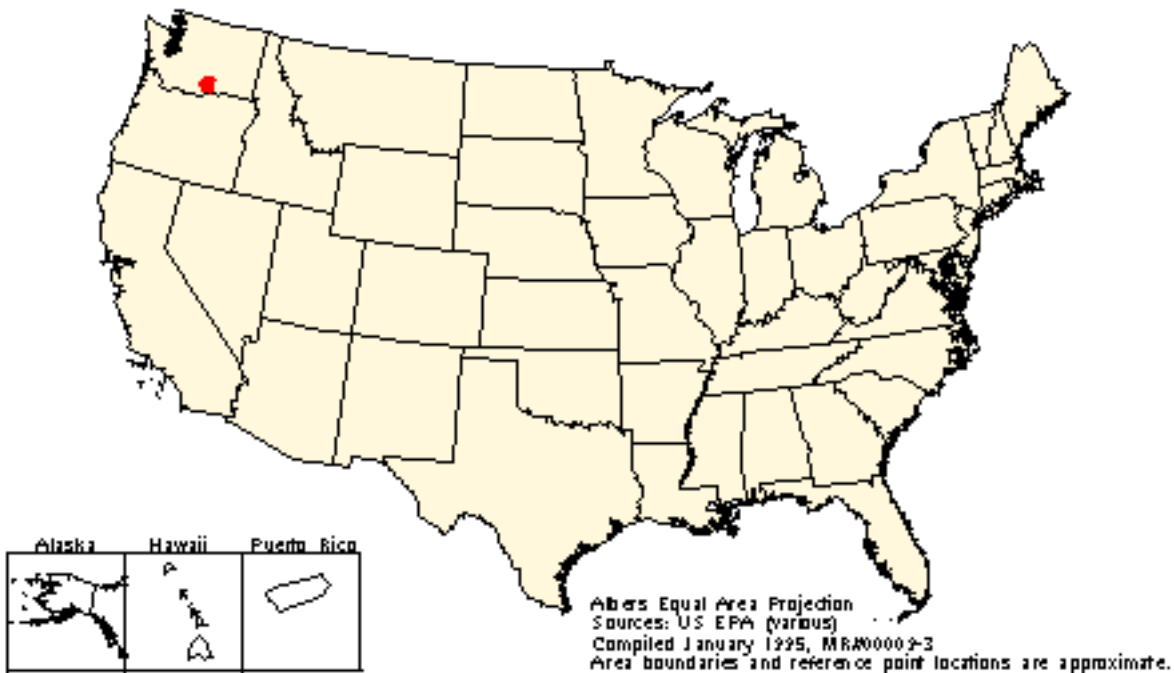 Alaska
Hawaii
Puerto Rico
Albers Equal Area Projection
Sources: US EPA (various)
Compiled January 1995, MR#00009-3
Area boundaries and reference point locations are approximate.